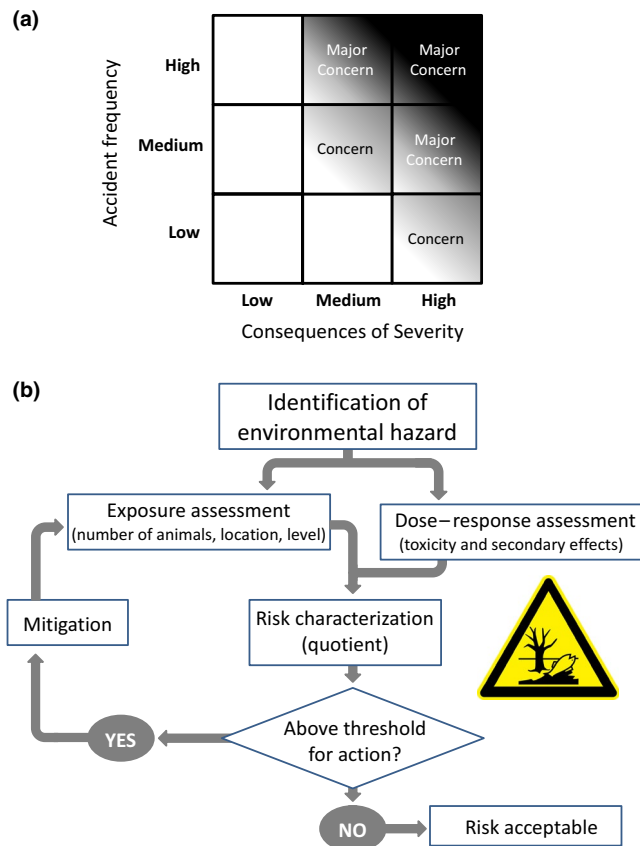 (a)
Accident frequency
High
Major
Concern
Major
Concern
Medium
Concern
Major
Concern
Low
Concern
Low
Medium
High
Consequences of Severity
(b)
Identification of
environmental hazard
Exposure assessment
(number of animals, location, level)
Dose–response assessment
(toxicity and secondary effects)
Mitigation
Risk characterization
(quotient)
Above threshold
for action?
YES
NO
Risk acceptable